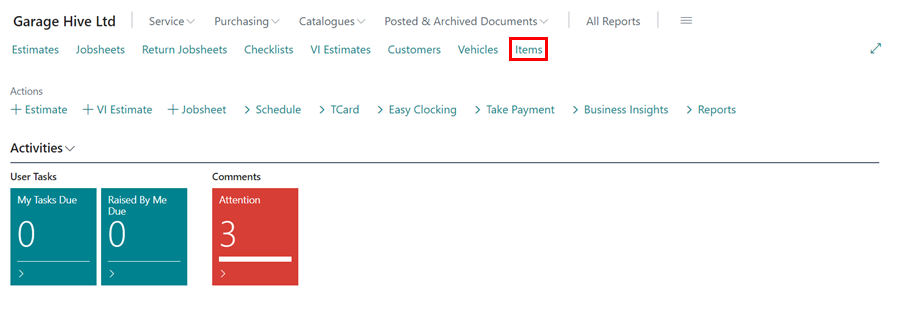 Garage Hive Ltd Service Purchasing Catalogues Posted & Archived Documents All Reports
Estimates Jobsheets Return Jobsheets Checklists VI Estimates Customers Vehicles Items
Actions
+ Estimate + VI Estimate + Jobsheet > Schedule > TCard > Easy Clocking > Take Payment > Business Insights > Reports
Activities
User Tasks Comments
My Tasks Due Raised By Me Due Attention
0 0 3
> > >